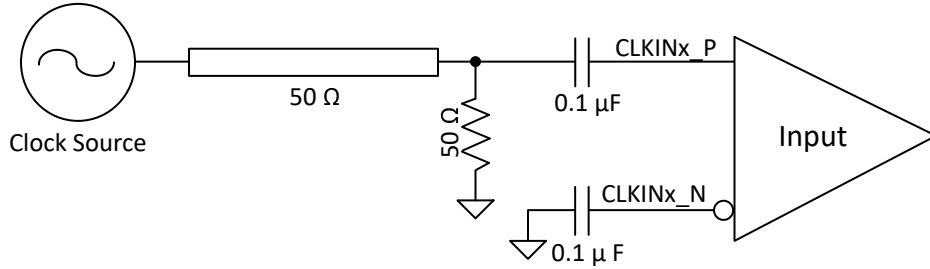 CLKINx_P
50 Ω
0.1 µF
Clock Source
50 Ω
Input
CLKINx_N
0.1 µ F